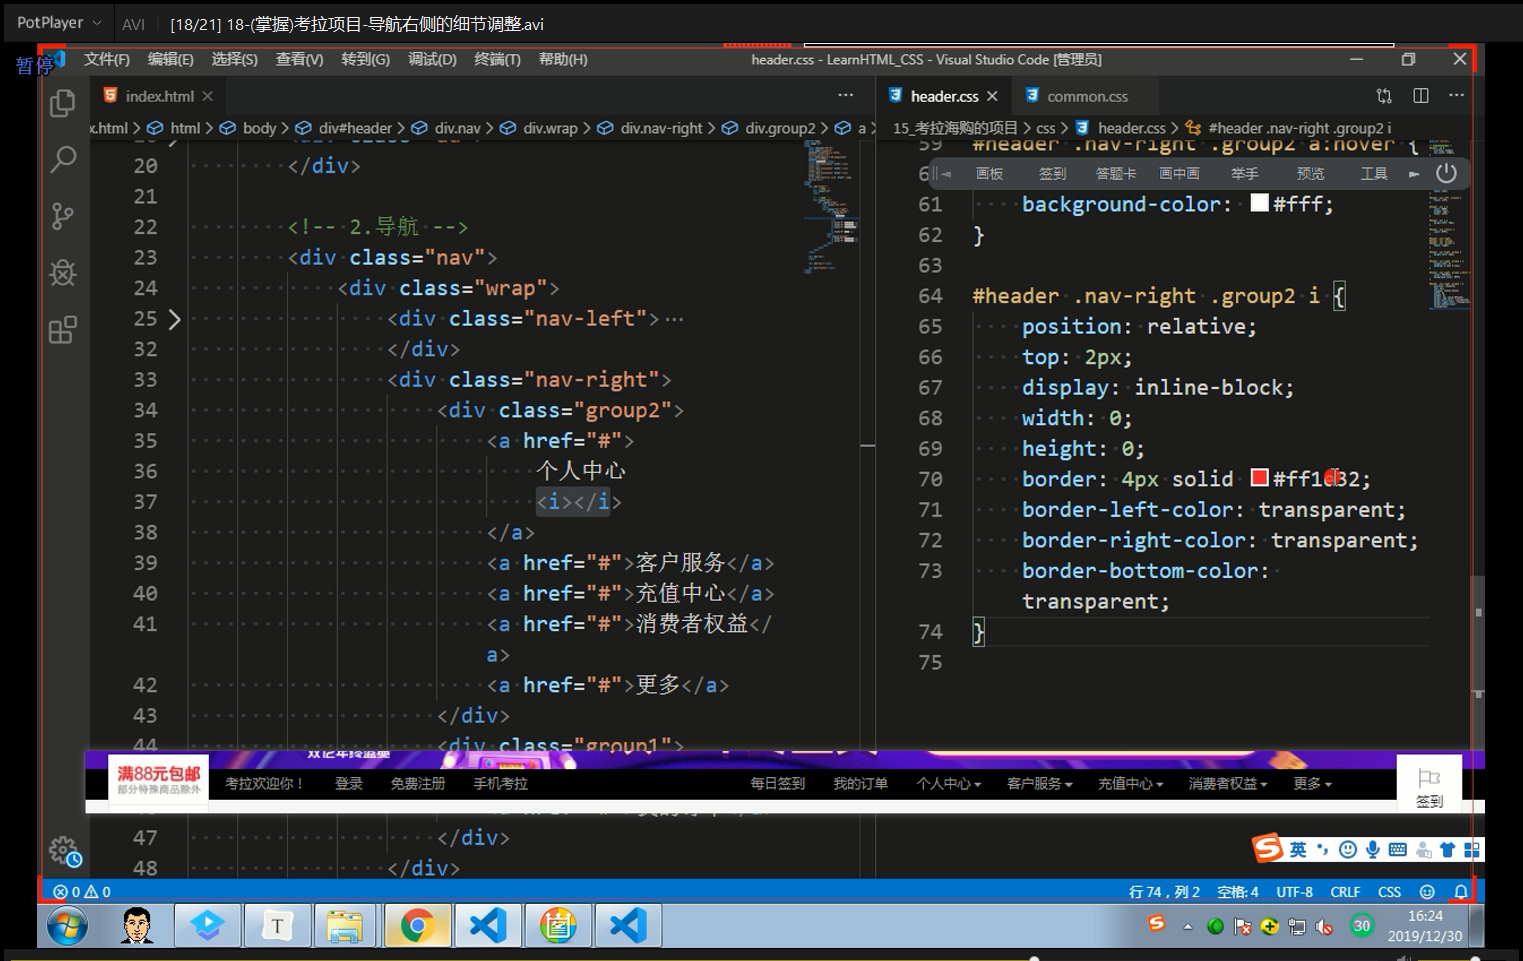 PotPlayer
AVI
[18/21] 18-(掌握)考拉项目-导航右侧的细节调整.avi
暂停
文件(F) 编辑(E) 选择(S) 查看(V) 转到(G) 调试(D) 终端(T) 帮助(H)
header.css - LearnHTML_CSS - Visual Studio Code [管理员]
index.html
header.css
common.css
x.html > html > body > div#header > div.nav > div.wrap > div.nav-right > div.group2 > a >
15_考拉海购的项目 > css > header.css > #header .nav-right .group2 i
20 </div>
21
22 <!-- 2.导航 -->
23 <div class="nav">
24 <div class="wrap">
25 <div class="nav-left">…
32 </div>
33 <div class="nav-right">
34 <div class="group2">
35 <a href="#">
36 个人中心
37 <i></i>
38 </a>
39 <a href="#">客户服务</a>
40 <a href="#">充值中心</a>
41 <a href="#">消费者权益</
a>
42 <a href="#">更多</a>
43 </div>
44 <div class="group1">
47 </div>
48 </div>
59 #header .nav-right .group2 a:hover {
画板 签到 答题卡 画中画 举手 预览 工具
61 background-color: #fff;
62 }
63
64 #header .nav-right .group2 i {
65 position: relative;
66 top: 2px;
67 display: inline-block;
68 width: 0;
69 height: 0;
70 border: 4px solid #ff1e32;
71 border-left-color: transparent;
72 border-right-color: transparent;
73 border-bottom-color:
transparent;
74 }
75
满88元包邮
部分特殊商品除外
考拉欢迎你！ 登录 免费注册 手机考拉 每日签到 我的订单 个人中心 客户服务 充值中心 消费者权益 更多
签到
英
0 0
行 74，列 2 空格: 4 UTF-8 CRLF CSS
T
30
16:24
2019/12/30